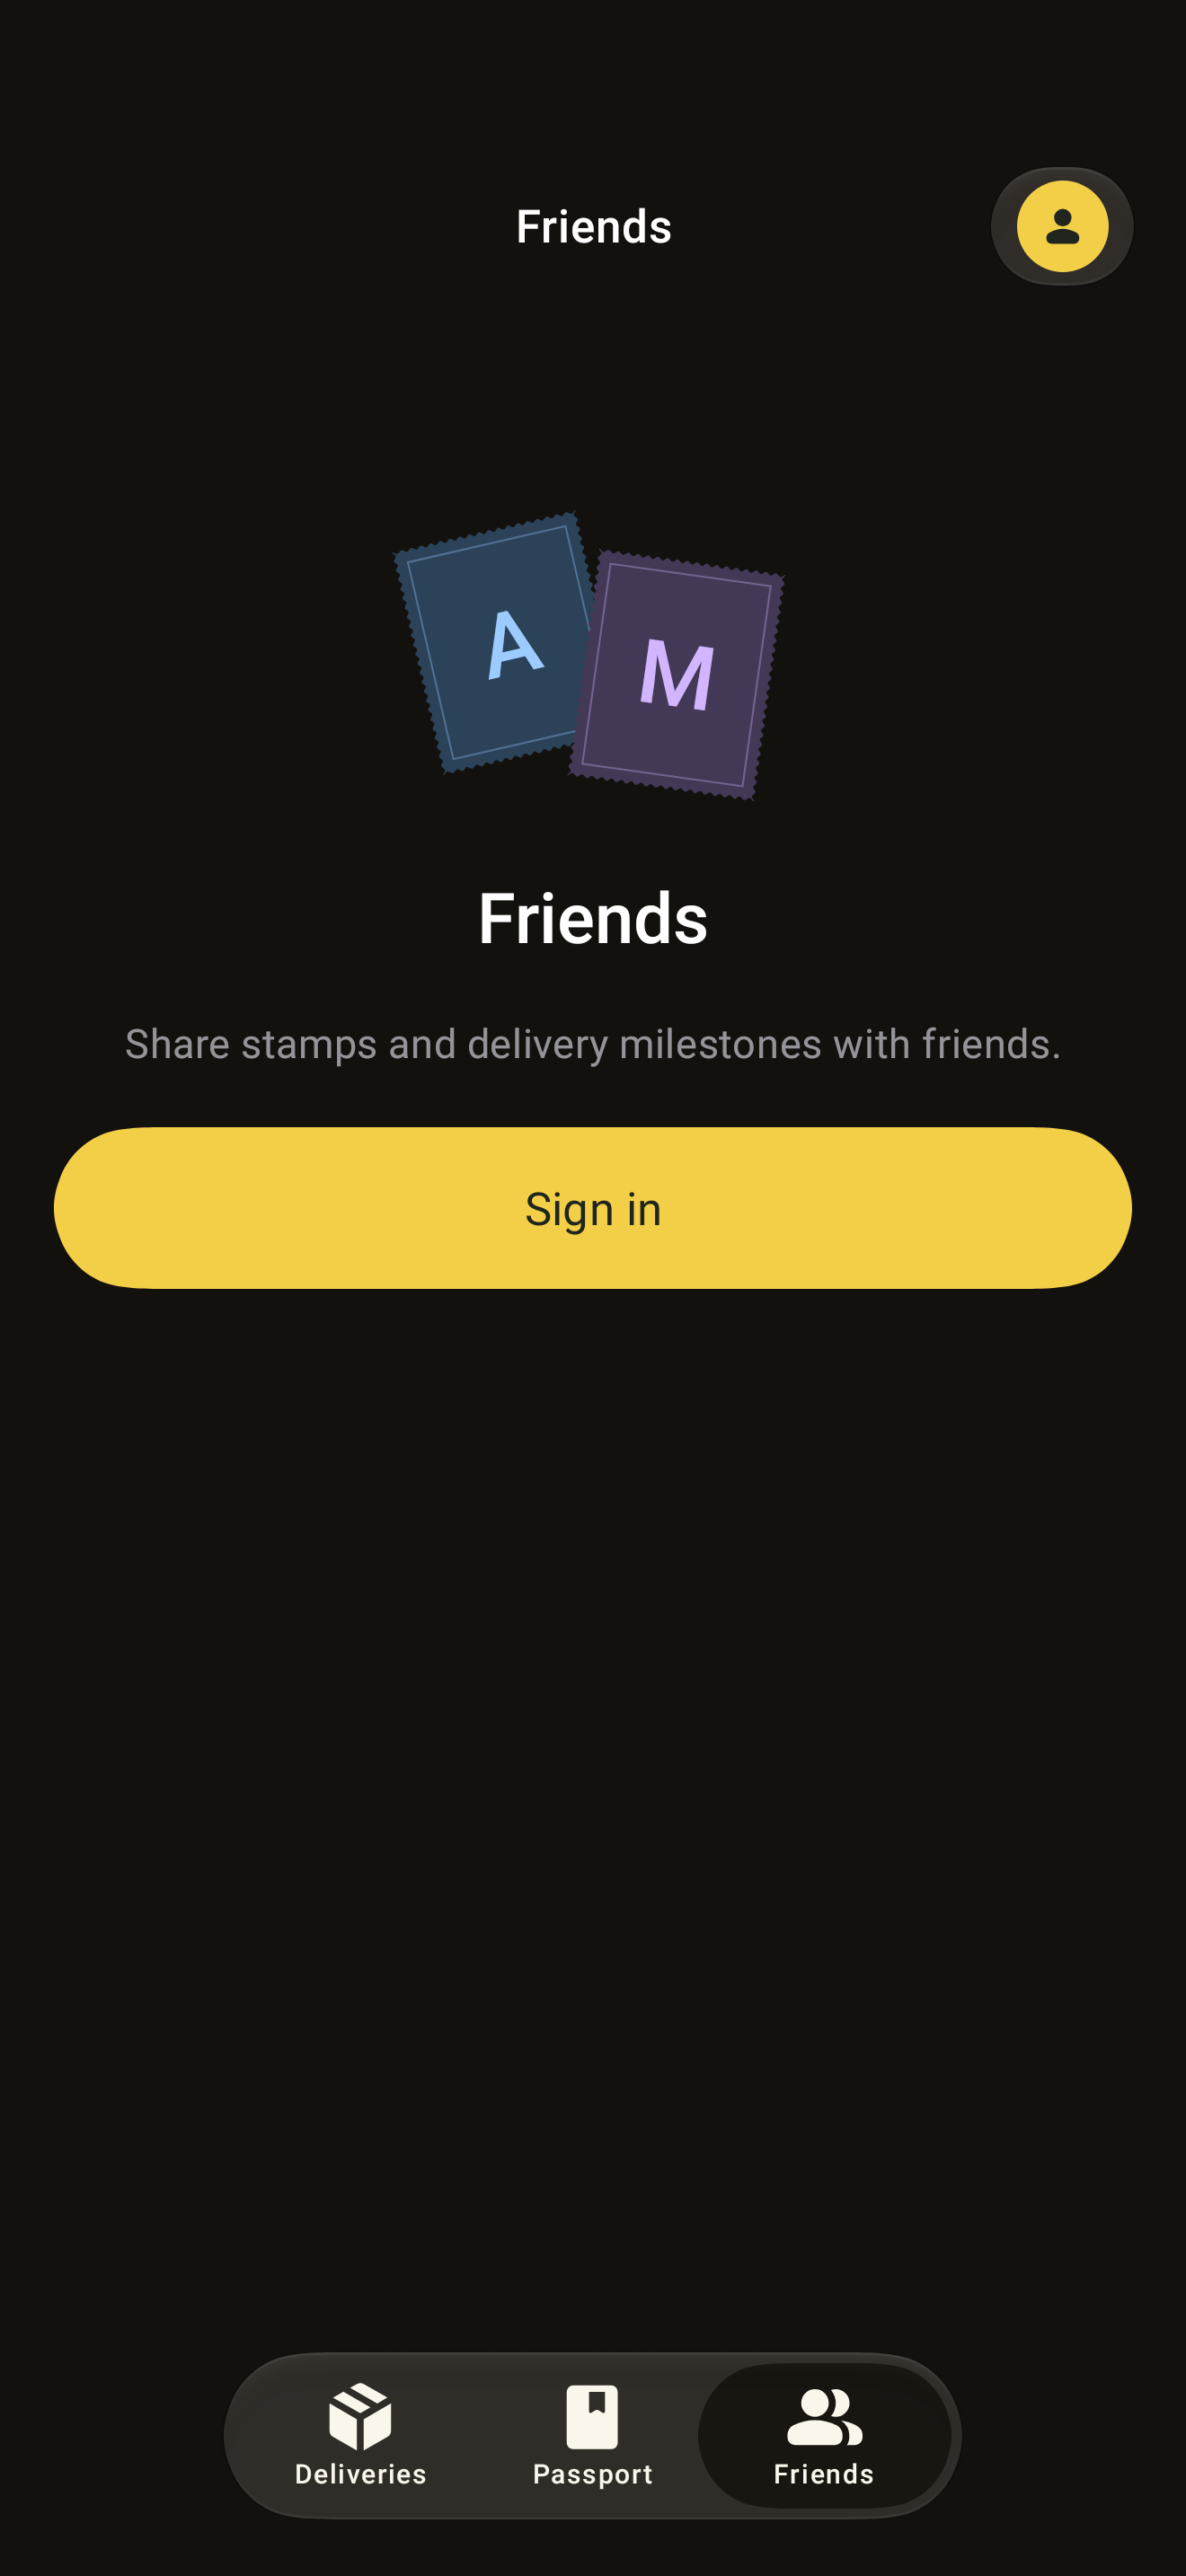 Friends
A
M
Friends
Share stamps and delivery milestones with friends.
Sign in
Deliveries
Passport
Friends